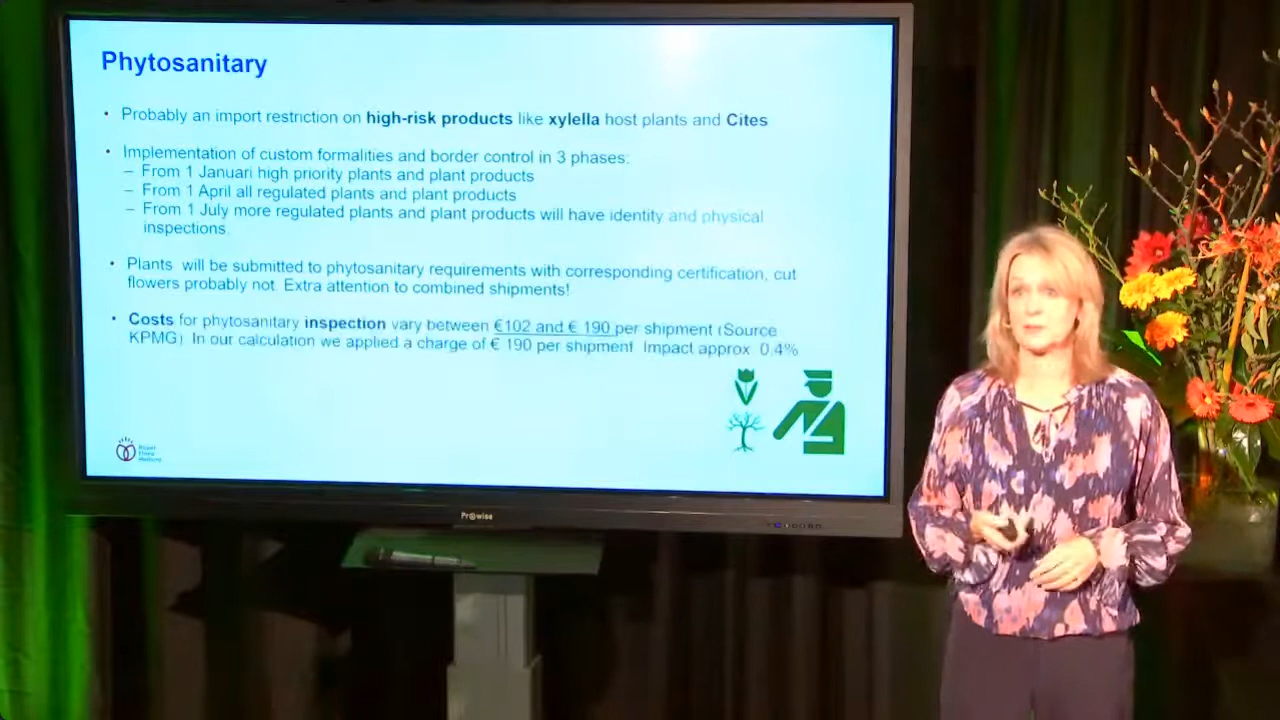 Phytosanitary
• Probably an import restriction on high-risk products like xylella host plants and Cites
• Implementation of custom formalities and border control in 3 phases:
– From 1 Januari high priority plants and plant products
– From 1 April all regulated plants and plant products
– From 1 July more regulated plants and plant products will have identity and physical
inspections.
• Plants will be submitted to phytosanitary requirements with corresponding certification, cut
flowers probably not. Extra attention to combined shipments!
• Costs for phytosanitary inspection vary between €102 and € 190 per shipment (Source
KPMG) In our calculation we applied a charge of € 190 per shipment. Impact approx. 0,4%
Royal
Flora
Holland
Prowise